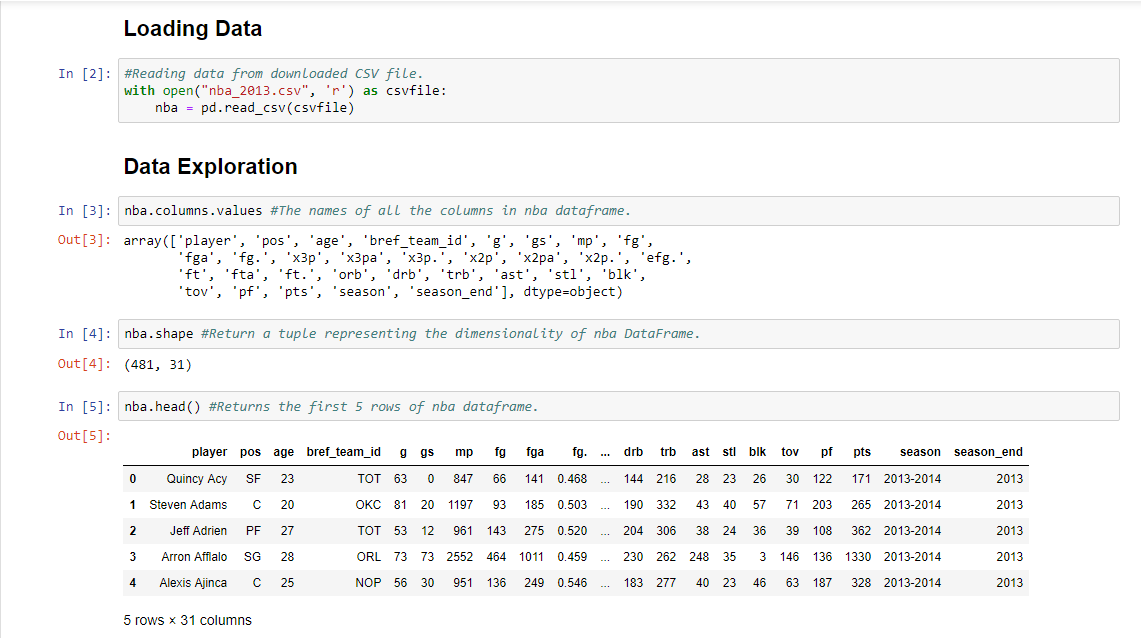 Loading Data
In [2]: #Reading data from downloaded CSV file.
with open("nba_2013.csv", 'r') as csvfile:
    nba = pd.read_csv(csvfile)
Data Exploration
In [3]: nba.columns.values #The names of all the columns in nba dataframe.
Out[3]: array(['player', 'pos', 'age', 'bref_team_id', 'g', 'gs', 'mp', 'fg',
       'fga', 'fg.', 'x3p', 'x3pa', 'x3p.', 'x2p', 'x2pa', 'x2p.', 'efg.',
       'ft', 'fta', 'ft.', 'orb', 'drb', 'trb', 'ast', 'stl', 'blk',
       'tov', 'pf', 'pts', 'season', 'season_end'], dtype=object)
In [4]: nba.shape #Return a tuple representing the dimensionality of nba DataFrame.
Out[4]: (481, 31)
In [5]: nba.head() #Returns the first 5 rows of nba dataframe.
Out[5]:
player pos age bref_team_id g gs mp fg fga fg. ... drb trb ast stl blk tov pf pts season season_end
0 Quincy Acy SF 23 TOT 63 0 847 66 141 0.468 ... 144 216 28 23 26 30 122 171 2013-2014 2013
1 Steven Adams C 20 OKC 81 20 1197 93 185 0.503 ... 190 332 43 40 57 71 203 265 2013-2014 2013
2 Jeff Adrien PF 27 TOT 53 12 961 143 275 0.520 ... 204 306 38 24 36 39 108 362 2013-2014 2013
3 Arron Afflalo SG 28 ORL 73 73 2552 464 1011 0.459 ... 230 262 248 35 3 146 136 1330 2013-2014 2013
4 Alexis Ajinca C 25 NOP 56 30 951 136 249 0.546 ... 183 277 40 23 46 63 187 328 2013-2014 2013
5 rows × 31 columns